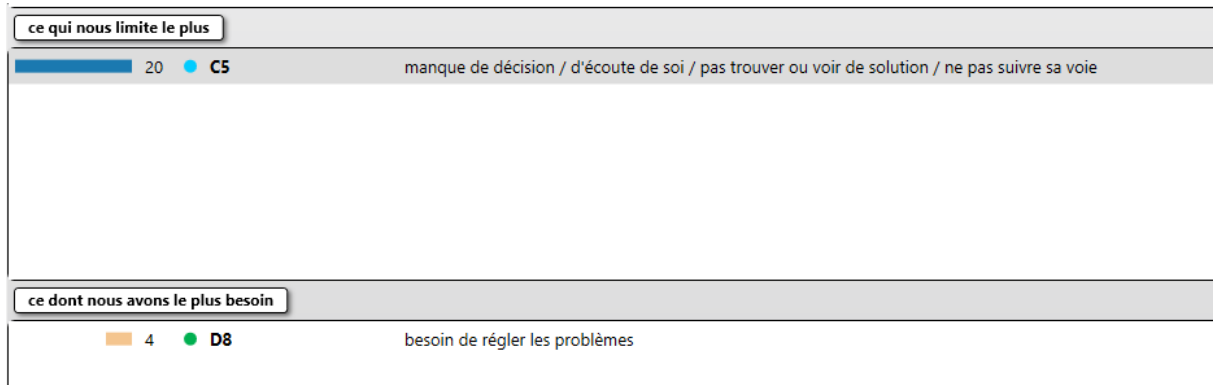 ce qui nous limite le plus
20 C5 manque de décision / d'écoute de soi / pas trouver ou voir de solution / ne pas suivre sa voie
ce dont nous avons le plus besoin
4 D8 besoin de régler les problèmes